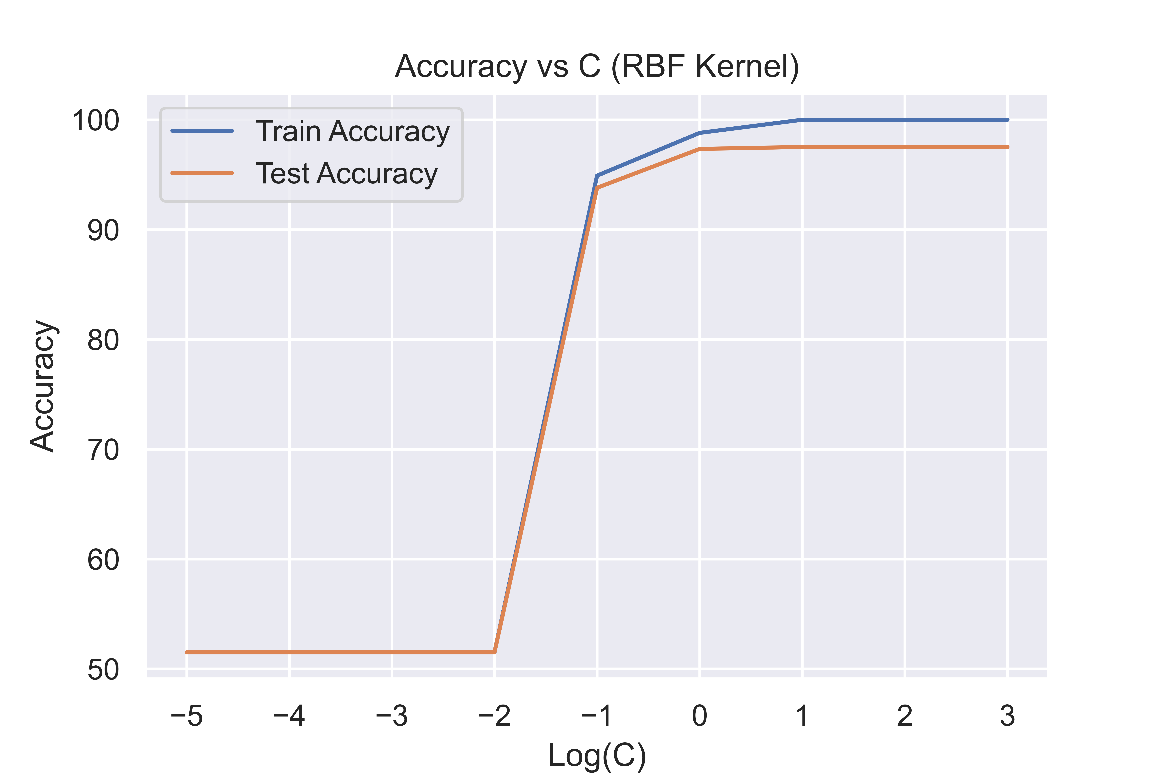 Accuracy vs C (RBF Kernel)
Train Accuracy
Test Accuracy
100
90
80
70
60
50
Accuracy
−5 −4 −3 −2 −1 0 1 2 3
Log(C)